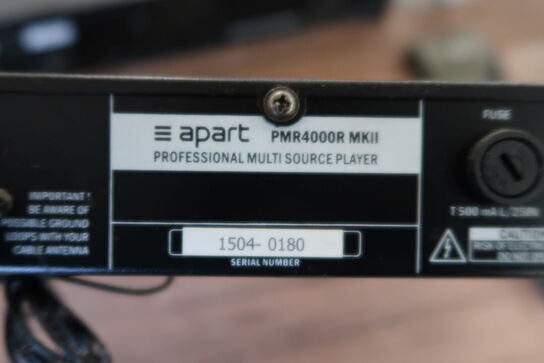 apart PMR4000R MKII
PROFESSIONAL MULTI SOURCE PLAYER
1504- 0180
SERIAL NUMBER
IMPORTANT!
BE AWARE OF
POSSIBLE GROUND
LOOPS WITH YOUR
CABLE ANTENNA
FUSE
T 500 mA L, 250V
CAUTION